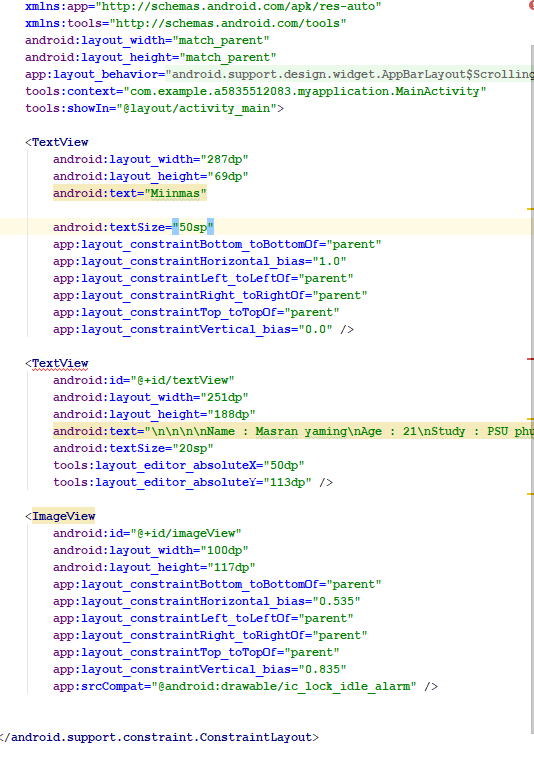 xmlns:app="http://schemas.android.com/apk/res-auto"
xmlns:tools="http://schemas.android.com/tools"
android:layout_width="match_parent"
android:layout_height="match_parent"
app:layout_behavior="android.support.design.widget.AppBarLayout$Scrolling
tools:context="com.example.a5835512083.myapplication.MainActivity"
tools:showIn="@layout/activity_main">
<TextView
android:layout_width="287dp"
android:layout_height="69dp"
android:text="Miinmas"
android:textSize="50sp"
app:layout_constraintBottom_toBottomOf="parent"
app:layout_constraintHorizontal_bias="1.0"
app:layout_constraintLeft_toLeftOf="parent"
app:layout_constraintRight_toRightOf="parent"
app:layout_constraintTop_toTopOf="parent"
app:layout_constraintVertical_bias="0.0" />
<TextView
android:id="@+id/textView"
android:layout_width="251dp"
android:layout_height="188dp"
android:text="\n\n\n\nName : Masran yaming\nAge : 21\nStudy : PSU phu
android:textSize="20sp"
tools:layout_editor_absoluteX="50dp"
tools:layout_editor_absoluteY="113dp" />
<ImageView
android:id="@+id/imageView"
android:layout_width="100dp"
android:layout_height="117dp"
app:layout_constraintBottom_toBottomOf="parent"
app:layout_constraintHorizontal_bias="0.535"
app:layout_constraintLeft_toLeftOf="parent"
app:layout_constraintRight_toRightOf="parent"
app:layout_constraintTop_toTopOf="parent"
app:layout_constraintVertical_bias="0.835"
app:srcCompat="@android:drawable/ic_lock_idle_alarm" />
</android.support.constraint.ConstraintLayout>